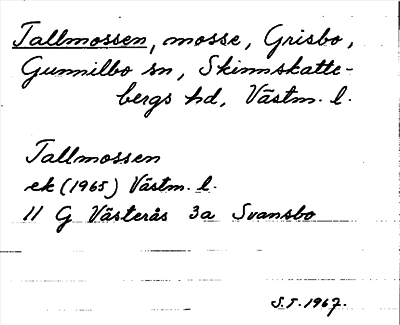 Tallmossen, mosse, Grisbo,
Gunnilbo sn, Skinnskatte-
bergs hd, Västm. l.
Tallmossen
ek (1965) Västm. l.
11 G Västerås 3a Svansbo
S.T. 1967.